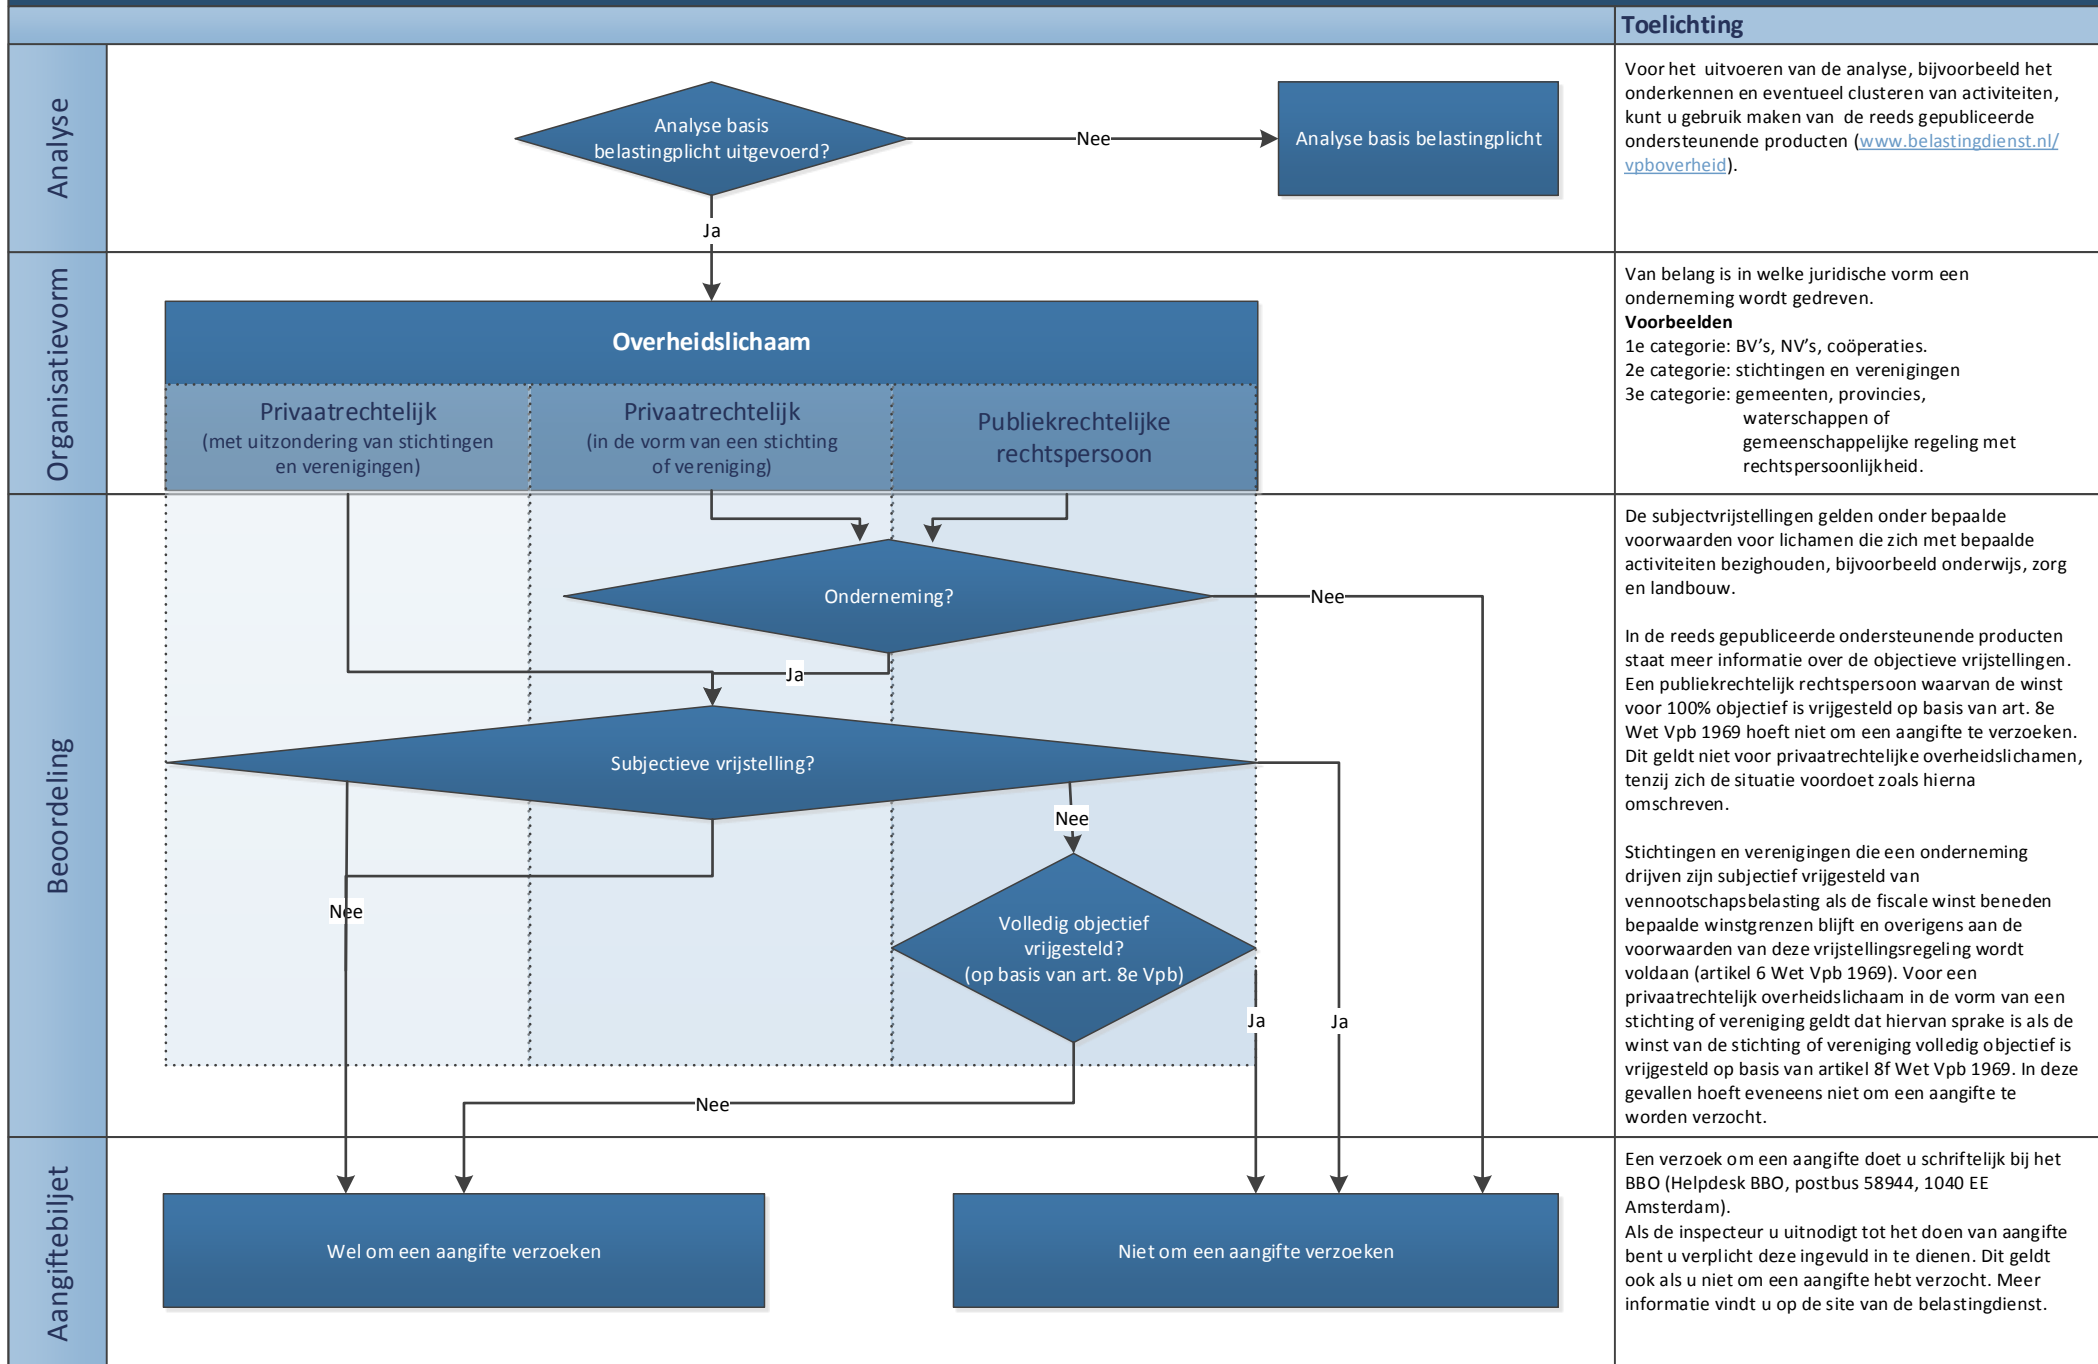 Toelichting
Analyse
Analyse basis
belastingplicht uitgevoerd?
Nee
Analyse basis belastingplicht
Ja
Voor het uitvoeren van de analyse, bijvoorbeeld het
onderkennen en eventueel clusteren van activiteiten,
kunt u gebruik maken van de reeds gepubliceerde
ondersteunende producten (www.belastingdienst.nl/
vpboverheid).
Organisatievorm
Overheidslichaam
Privaatrechtelijk
(met uitzondering van stichtingen
en verenigingen)
Privaatrechtelijk
(in de vorm van een stichting
of vereniging)
Publiekrechtelijke
rechtspersoon
Van belang is in welke juridische vorm een
onderneming wordt gedreven.
Voorbeelden
1e categorie: BV’s, NV’s, coöperaties.
2e categorie: stichtingen en verenigingen
3e categorie: gemeenten, provincies,
waterschappen of
gemeenschappelijke regeling met
rechtspersoonlijkheid.
Beoordeling
Onderneming?
Nee
Ja
Subjectieve vrijstelling?
Nee
Nee
Volledig objectief
vrijgesteld?
(op basis van art. 8e Vpb)
Ja
Ja
Nee
De subjectvrijstellingen gelden onder bepaalde
voorwaarden voor lichamen die zich met bepaalde
activiteiten bezighouden, bijvoorbeeld onderwijs, zorg
en landbouw.
In de reeds gepubliceerde ondersteunende producten
staat meer informatie over de objectieve vrijstellingen.
Een publiekrechtelijk rechtspersoon waarvan de winst
voor 100% objectief is vrijgesteld op basis van art. 8e
Wet Vpb 1969 hoeft niet om een aangifte te verzoeken.
Dit geldt niet voor privaatrechtelijke overheidslichamen,
tenzij zich de situatie voordoet zoals hierna
omschreven.
Stichtingen en verenigingen die een onderneming
drijven zijn subjectief vrijgesteld van
vennootschapsbelasting als de fiscale winst beneden
bepaalde winstgrenzen blijft en overigens aan de
voorwaarden van deze vrijstellingsregeling wordt
voldaan (artikel 6 Wet Vpb 1969). Voor een
privaatrechtelijk overheidslichaam in de vorm van een
stichting of vereniging geldt dat hiervan sprake is als de
winst van de stichting of vereniging volledig objectief is
vrijgesteld op basis van artikel 8f Wet Vpb 1969. In deze
gevallen hoeft eveneens niet om een aangifte te
worden verzocht.
Aangiftebiljet
Wel om een aangifte verzoeken
Niet om een aangifte verzoeken
Een verzoek om een aangifte doet u schriftelijk bij het
BBO (Helpdesk BBO, postbus 58944, 1040 EE
Amsterdam).
Als de inspecteur u uitnodigt tot het doen van aangifte
bent u verplicht deze ingevuld in te dienen. Dit geldt
ook als u niet om een aangifte hebt verzocht. Meer
informatie vindt u op de site van de belastingdienst.